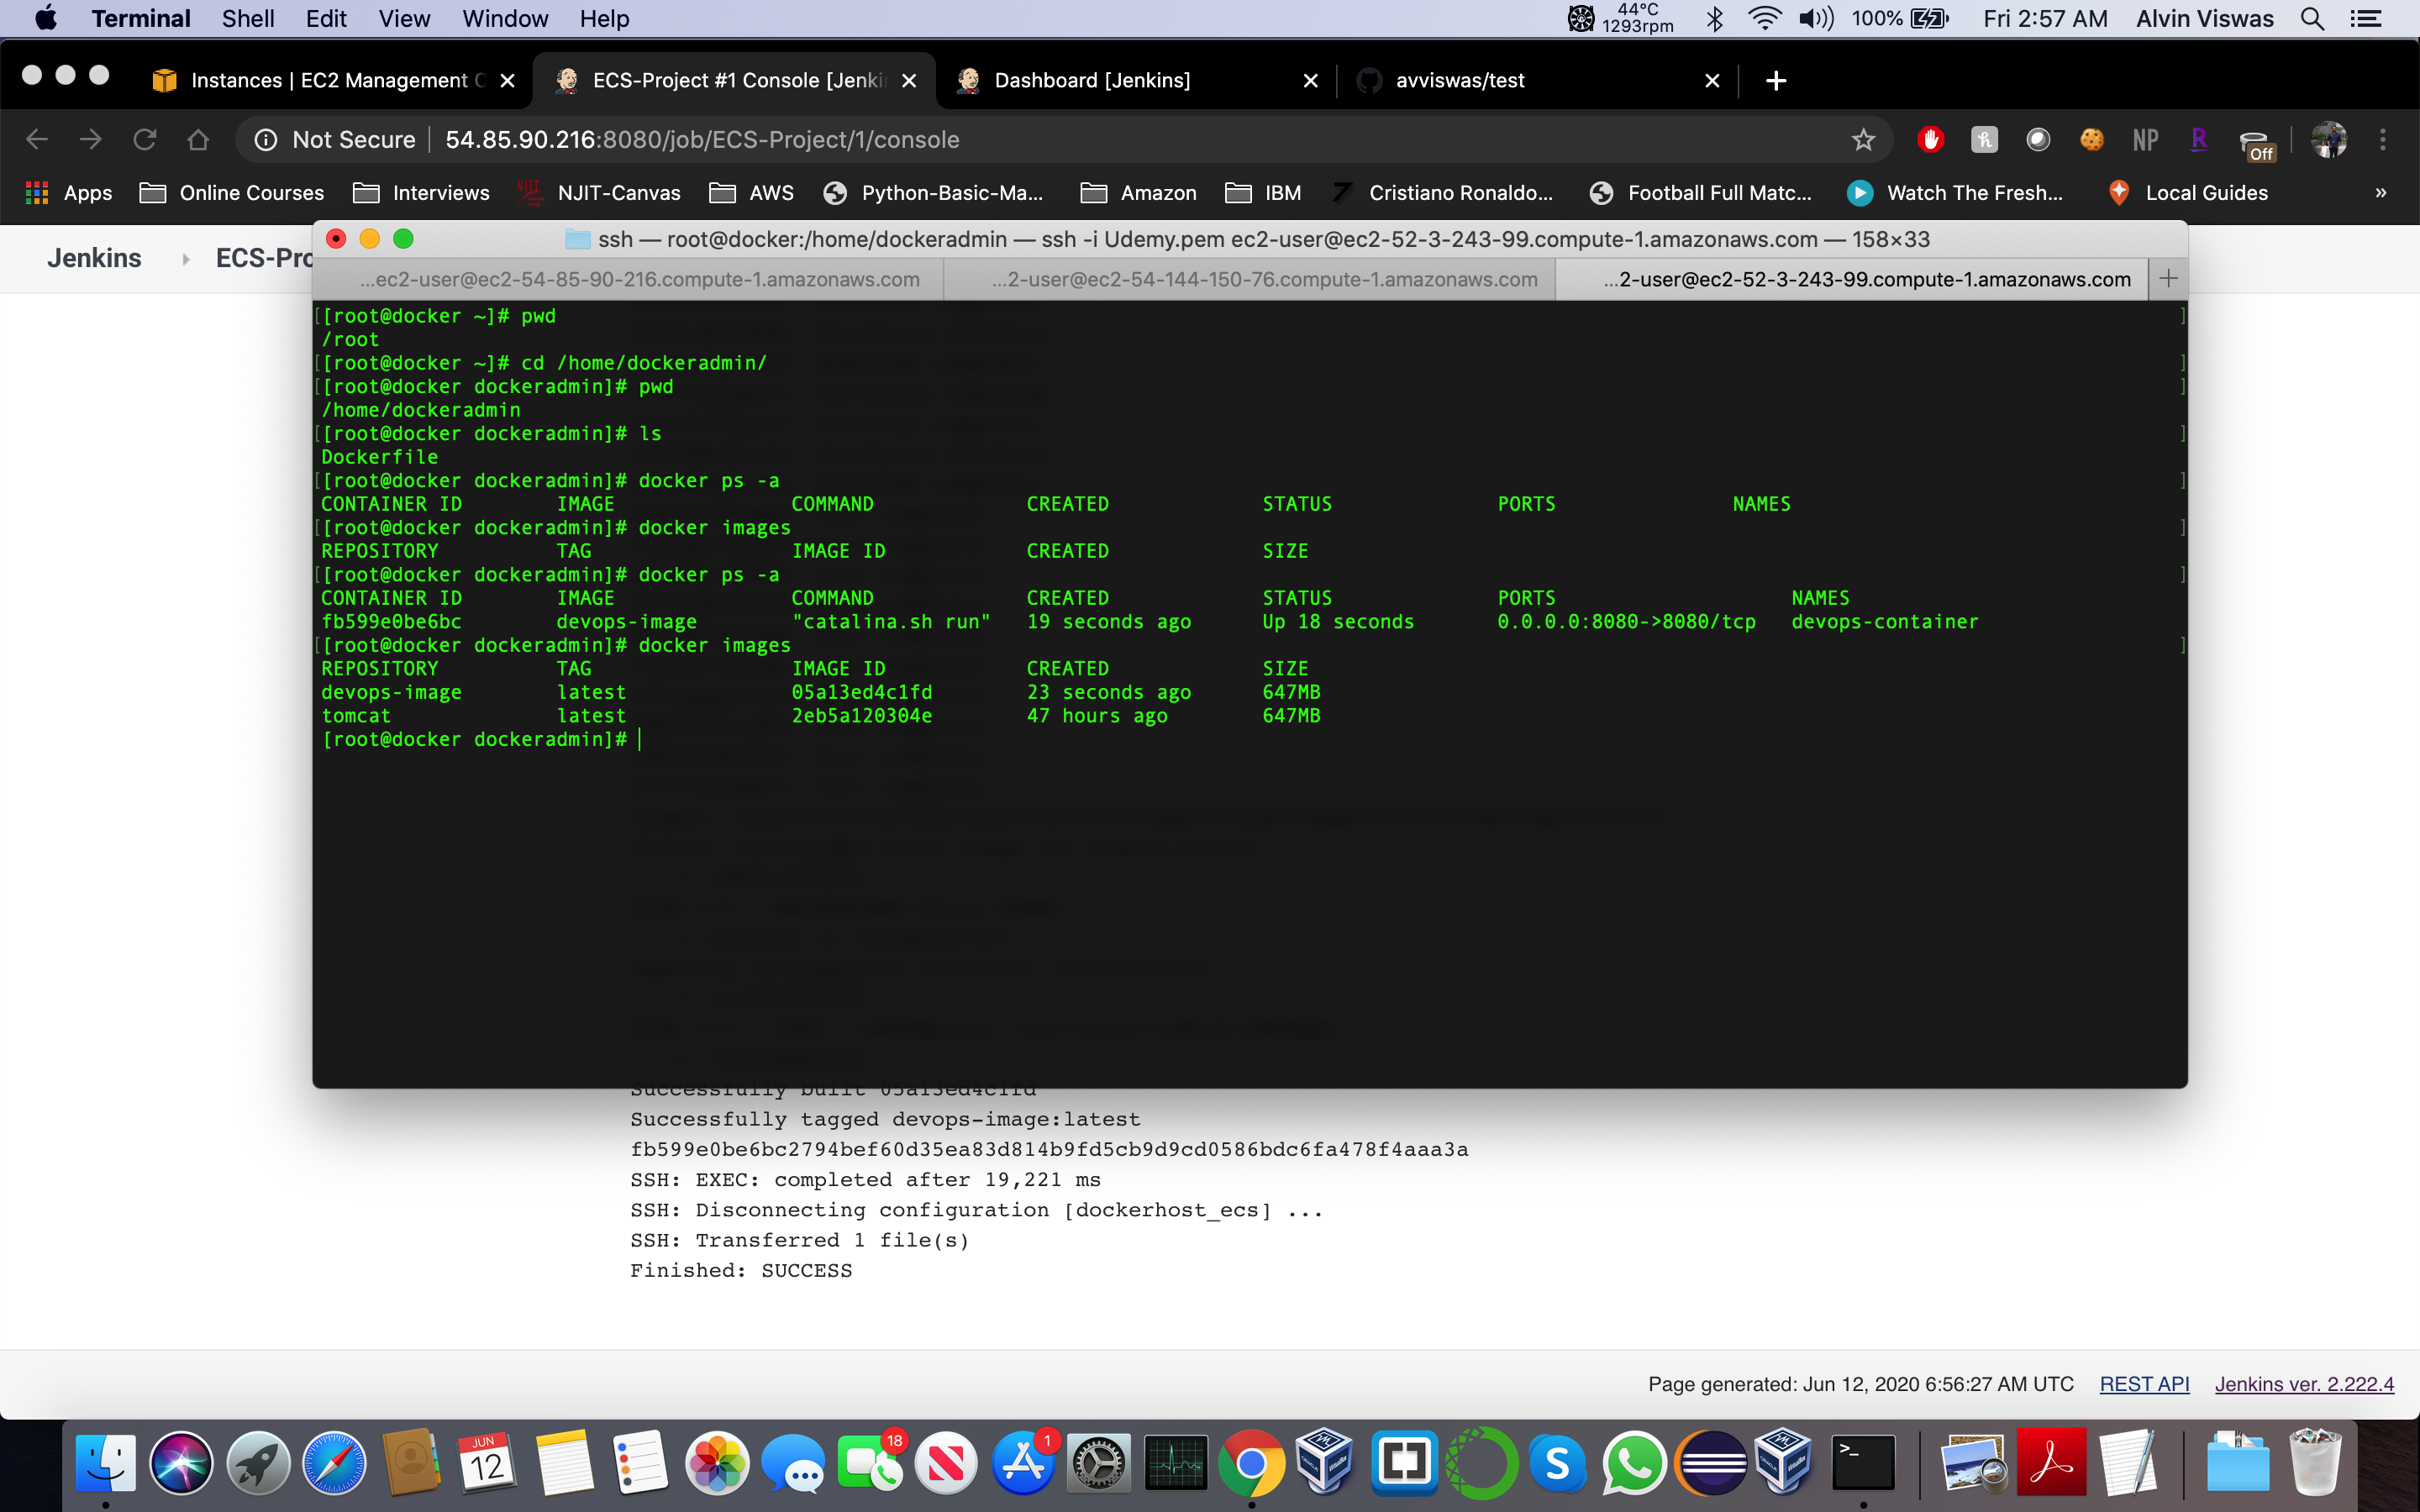 Terminal Shell Edit View Window Help 44°C 1293rpm 100% Fri 2:57 AM Alvin Viswas
Instances | EC2 Management C ECS-Project #1 Console [Jenki Dashboard [Jenkins] avviswas/test
Not Secure 54.85.90.216:8080/job/ECS-Project/1/console NP R Off
Apps Online Courses Interviews NJIT-Canvas AWS Python-Basic-Ma... Amazon IBM Cristiano Ronaldo... Football Full Matc... Watch The Fresh... Local Guides »
Jenkins ECS-Pro
ssh — root@docker:/home/dockeradmin — ssh -i Udemy.pem ec2-user@ec2-52-3-243-99.compute-1.amazonaws.com — 158×33
...ec2-user@ec2-54-85-90-216.compute-1.amazonaws.com ...2-user@ec2-54-144-150-76.compute-1.amazonaws.com ...2-user@ec2-52-3-243-99.compute-1.amazonaws.com +
[[root@docker ~]# pwd ]
/root
[[root@docker ~]# cd /home/dockeradmin/ ]
[[root@docker dockeradmin]# pwd ]
/home/dockeradmin
[[root@docker dockeradmin]# ls ]
Dockerfile
[[root@docker dockeradmin]# docker ps -a ]
CONTAINER ID IMAGE COMMAND CREATED STATUS PORTS NAMES
[[root@docker dockeradmin]# docker images ]
REPOSITORY TAG IMAGE ID CREATED SIZE
[[root@docker dockeradmin]# docker ps -a ]
CONTAINER ID IMAGE COMMAND CREATED STATUS PORTS NAMES
fb599e0be6bc devops-image "catalina.sh run" 19 seconds ago Up 18 seconds 0.0.0.0:8080->8080/tcp devops-container
[[root@docker dockeradmin]# docker images ]
REPOSITORY TAG IMAGE ID CREATED SIZE
devops-image latest 05a13ed4c1fd 23 seconds ago 647MB
tomcat latest 2eb5a120304e 47 hours ago 647MB
[root@docker dockeradmin]#
Successfully built 05a13ed4c1fd
Successfully tagged devops-image:latest
fb599e0be6bc2794bef60d35ea83d814b9fd5cb9d9cd0586bdc6fa478f4aaa3a
SSH: EXEC: completed after 19,221 ms
SSH: Disconnecting configuration [dockerhost_ecs] ...
SSH: Transferred 1 file(s)
Finished: SUCCESS
Page generated: Jun 12, 2020 6:56:27 AM UTC REST API Jenkins ver. 2.222.4
JUN 12 18 1